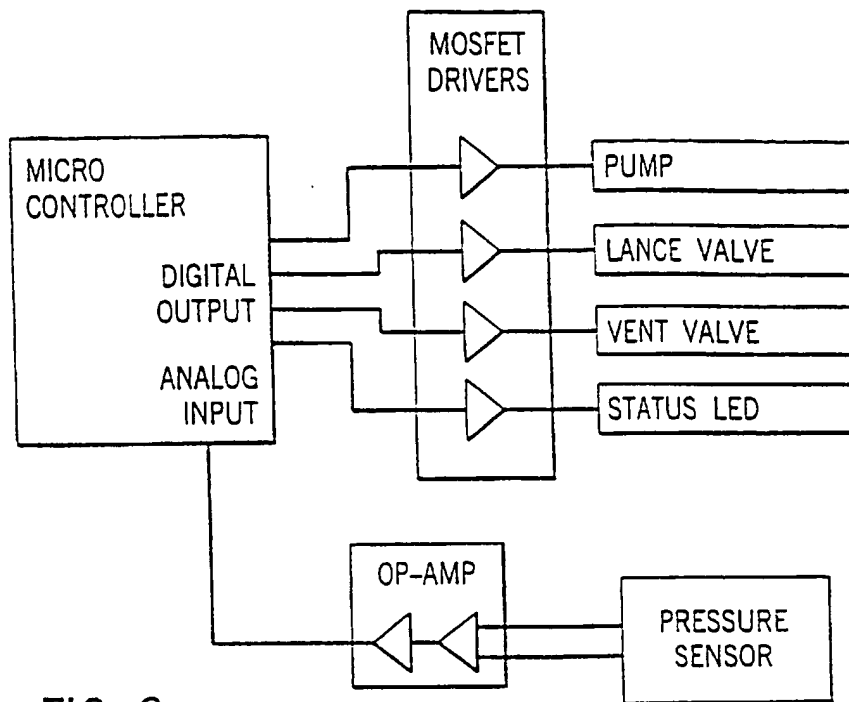 MOSFET
DRIVERS
MICRO
CONTROLLER
DIGITAL
OUTPUT
ANALOG
INPUT
PUMP
LANCE VALVE
VENT VALVE
STATUS LED
OP-AMP
PRESSURE
SENSOR